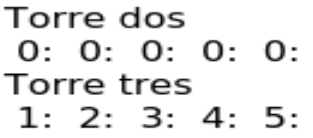 Torre dos
0: 0: 0: 0: 0:
Torre tres
1: 2: 3: 4: 5: